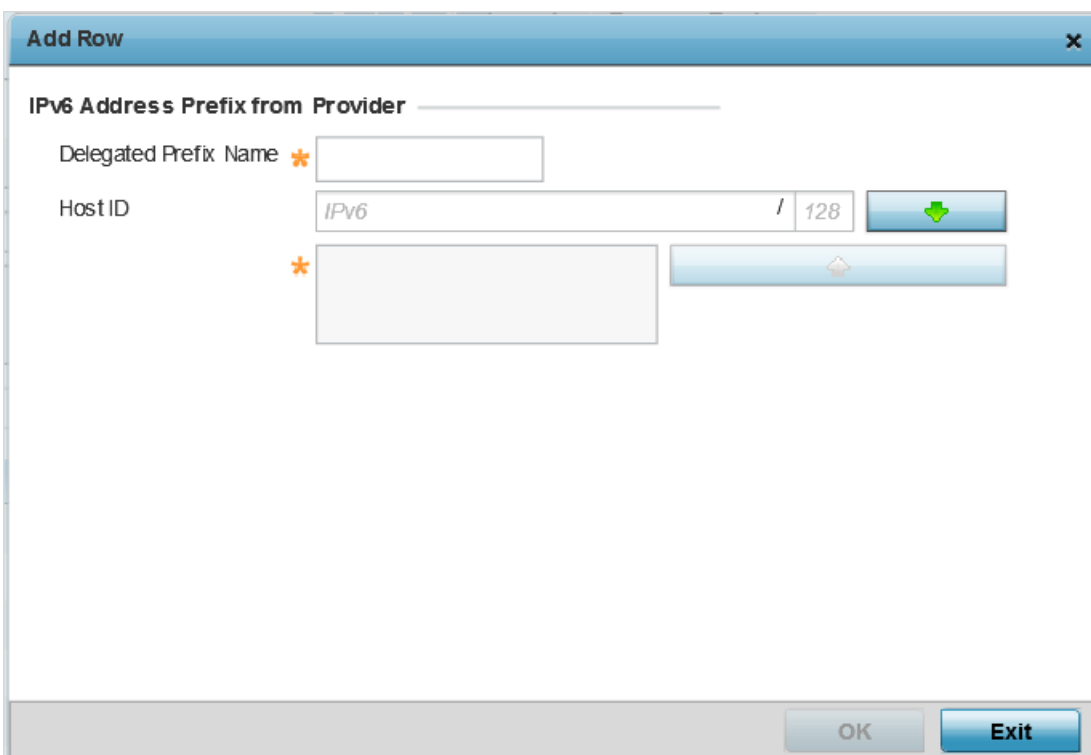 Add Row
IPv6 Address Prefix from Provider
Delegated Prefix Name *
Host ID IPv6 / 128
*
OK Exit